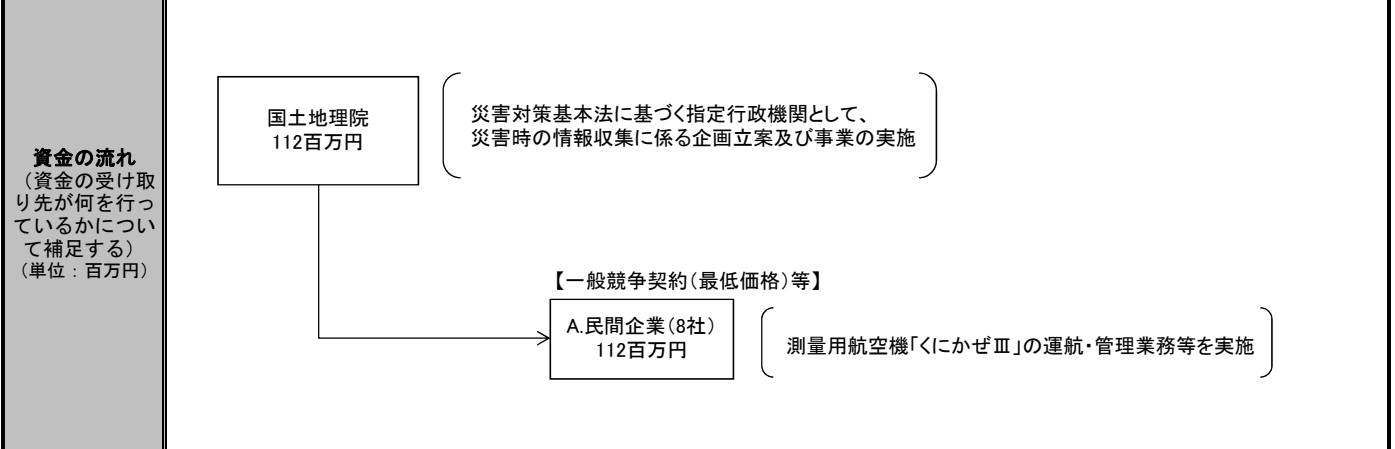 資金の流れ
（資金の受け取
り先が何を行っ
ているかについ
て補足する）
（単位：百万円）
国土地理院
112百万円
災害対策基本法に基づく指定行政機関として、
災害時の情報収集に係る企画立案及び事業の実施
【一般競争契約（最低価格）等】
A.民間企業（8社）
112百万円
測量用航空機「くにかぜⅢ」の運航・管理業務等を実施